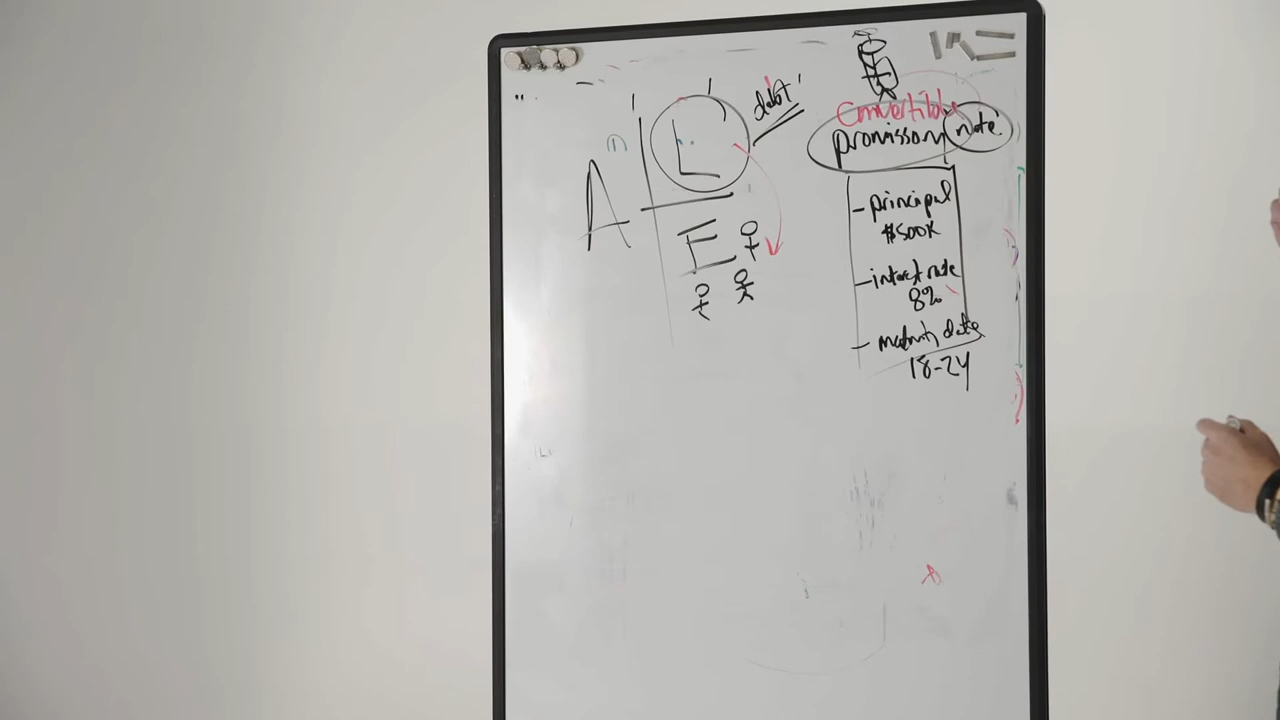 debt
A
L
E
convertible
promissory note
- principal
$500K
- interest rate
8%
- maturity date
18-24